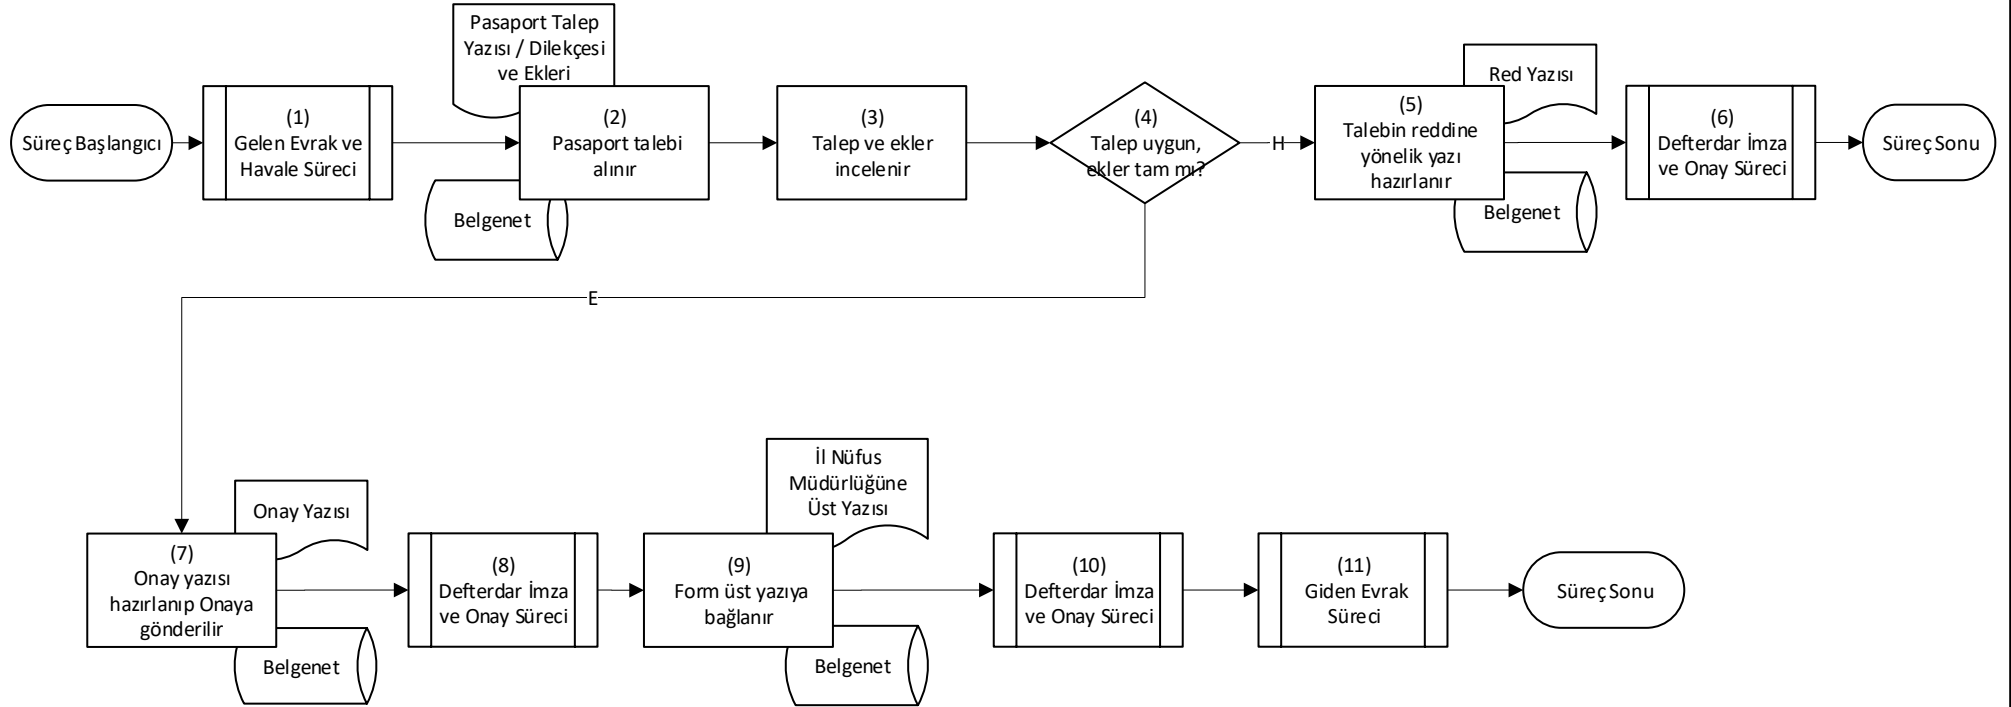 Pasaport Talep
Yazısı / Dilekçesi
ve Ekleri
Süreç Başlangıcı
(1)
Gelen Evrak ve
Havale Süreci
(2)
Pasaport talebi
alınır
Belgenet
(3)
Talep ve ekler
incelenir
(4)
Talep uygun,
ekler tam mı?
H
Red Yazısı
(5)
Talebin reddine
yönelik yazı
hazırlanır
Belgenet
(6)
Defterdar İmza
ve Onay Süreci
Süreç Sonu
E
Onay Yazısı
(7)
Onay yazısı
hazırlanıp Onaya
gönderilir
Belgenet
(8)
Defterdar İmza
ve Onay Süreci
İl Nüfus
Müdürlüğüne
Üst Yazısı
(9)
Form üst yazıya
bağlanır
Belgenet
(10)
Defterdar İmza
ve Onay Süreci
(11)
Giden Evrak
Süreci
Süreç Sonu